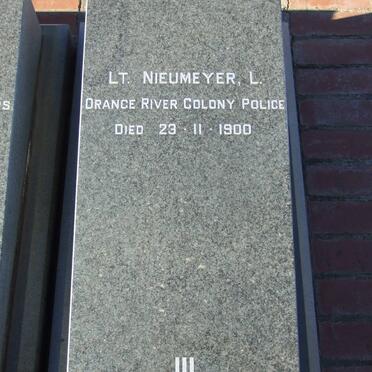 Lt. Nieumeyer, L.
Orange River Colony Police
Died 23·11·1900